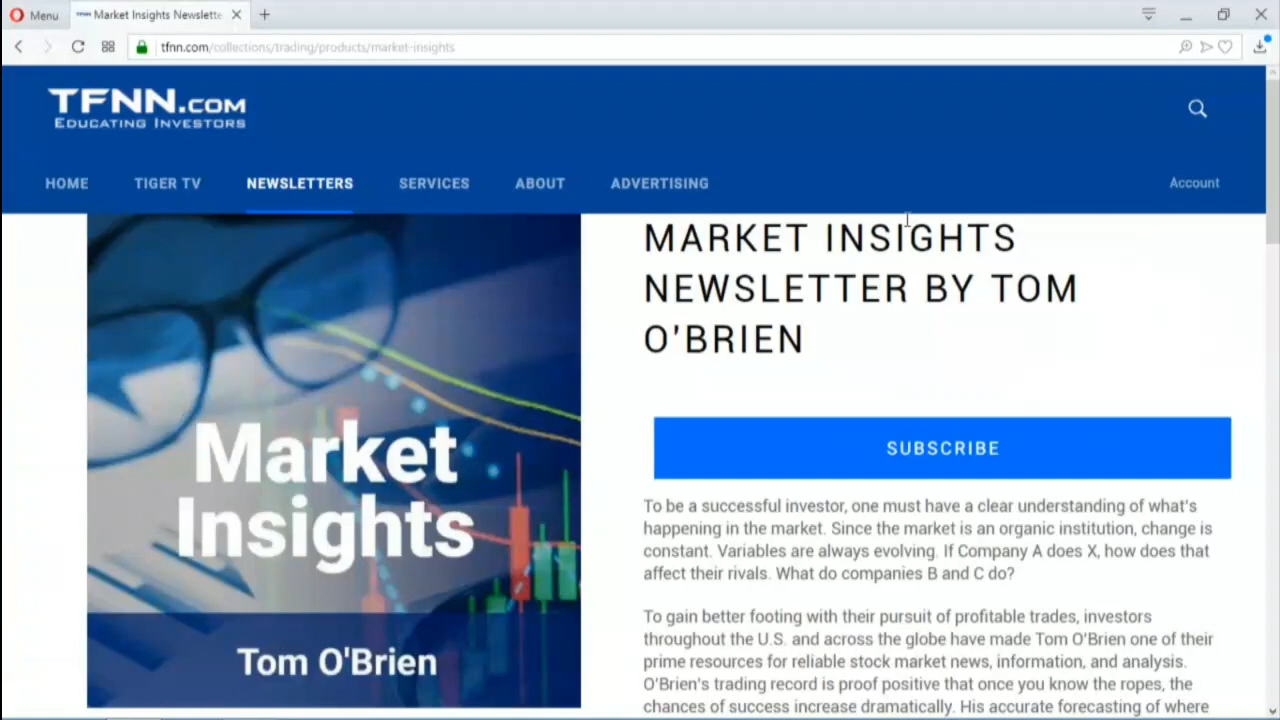 Menu
Market Insights Newslette
tfnn.com/collections/trading/products/market-insights
TFNN.COM
EDUCATING INVESTORS
HOME TIGER TV NEWSLETTERS SERVICES ABOUT ADVERTISING Account
Market
Insights
Tom O'Brien
MARKET INSIGHTS
NEWSLETTER BY TOM
O'BRIEN
SUBSCRIBE
To be a successful investor, one must have a clear understanding of what's
happening in the market. Since the market is an organic institution, change is
constant. Variables are always evolving. If Company A does X, how does that
affect their rivals. What do companies B and C do?
To gain better footing with their pursuit of profitable trades, investors
throughout the U.S. and across the globe have made Tom O'Brien one of their
prime resources for reliable stock market news, information, and analysis.
O'Brien's trading record is proof positive that once you know the ropes, the
chances of success increase dramatically. His accurate forecasting of where